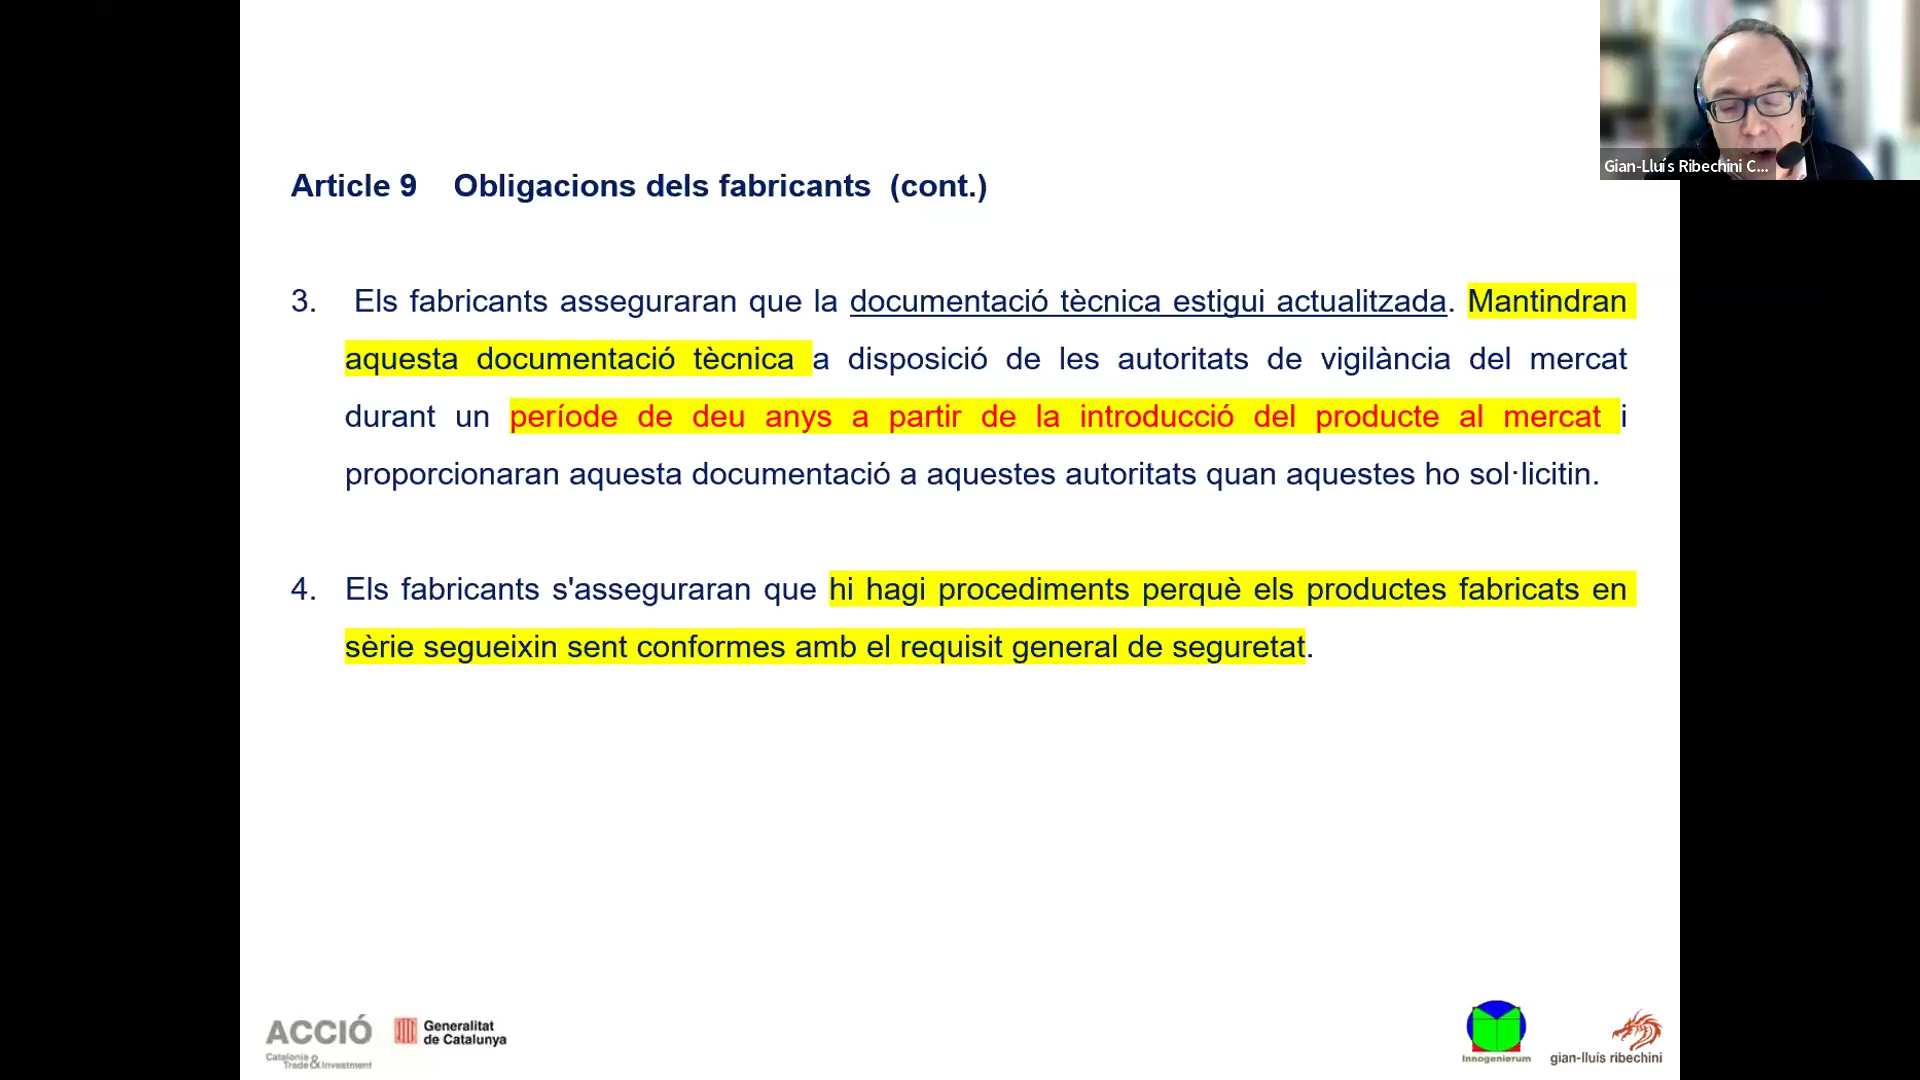 Gian-Lluís Ribechini C...
Article 9 Obligacions dels fabricants (cont.)
3. Els fabricants asseguraran que la documentació tècnica estigui actualitzada. Mantindran
aquesta documentació tècnica a disposició de les autoritats de vigilància del mercat
durant un període de deu anys a partir de la introducció del producte al mercat i
proporcionaran aquesta documentació a aquestes autoritats quan aquestes ho sol·licitin.
4. Els fabricants s'asseguraran que hi hagi procediments perquè els productes fabricats en
sèrie segueixin sent conformes amb el requisit general de seguretat.
ACCIÓ
Catalonia
Trade & Investment
Generalitat
de Catalunya
Innogenierum
gian-lluís ribechini